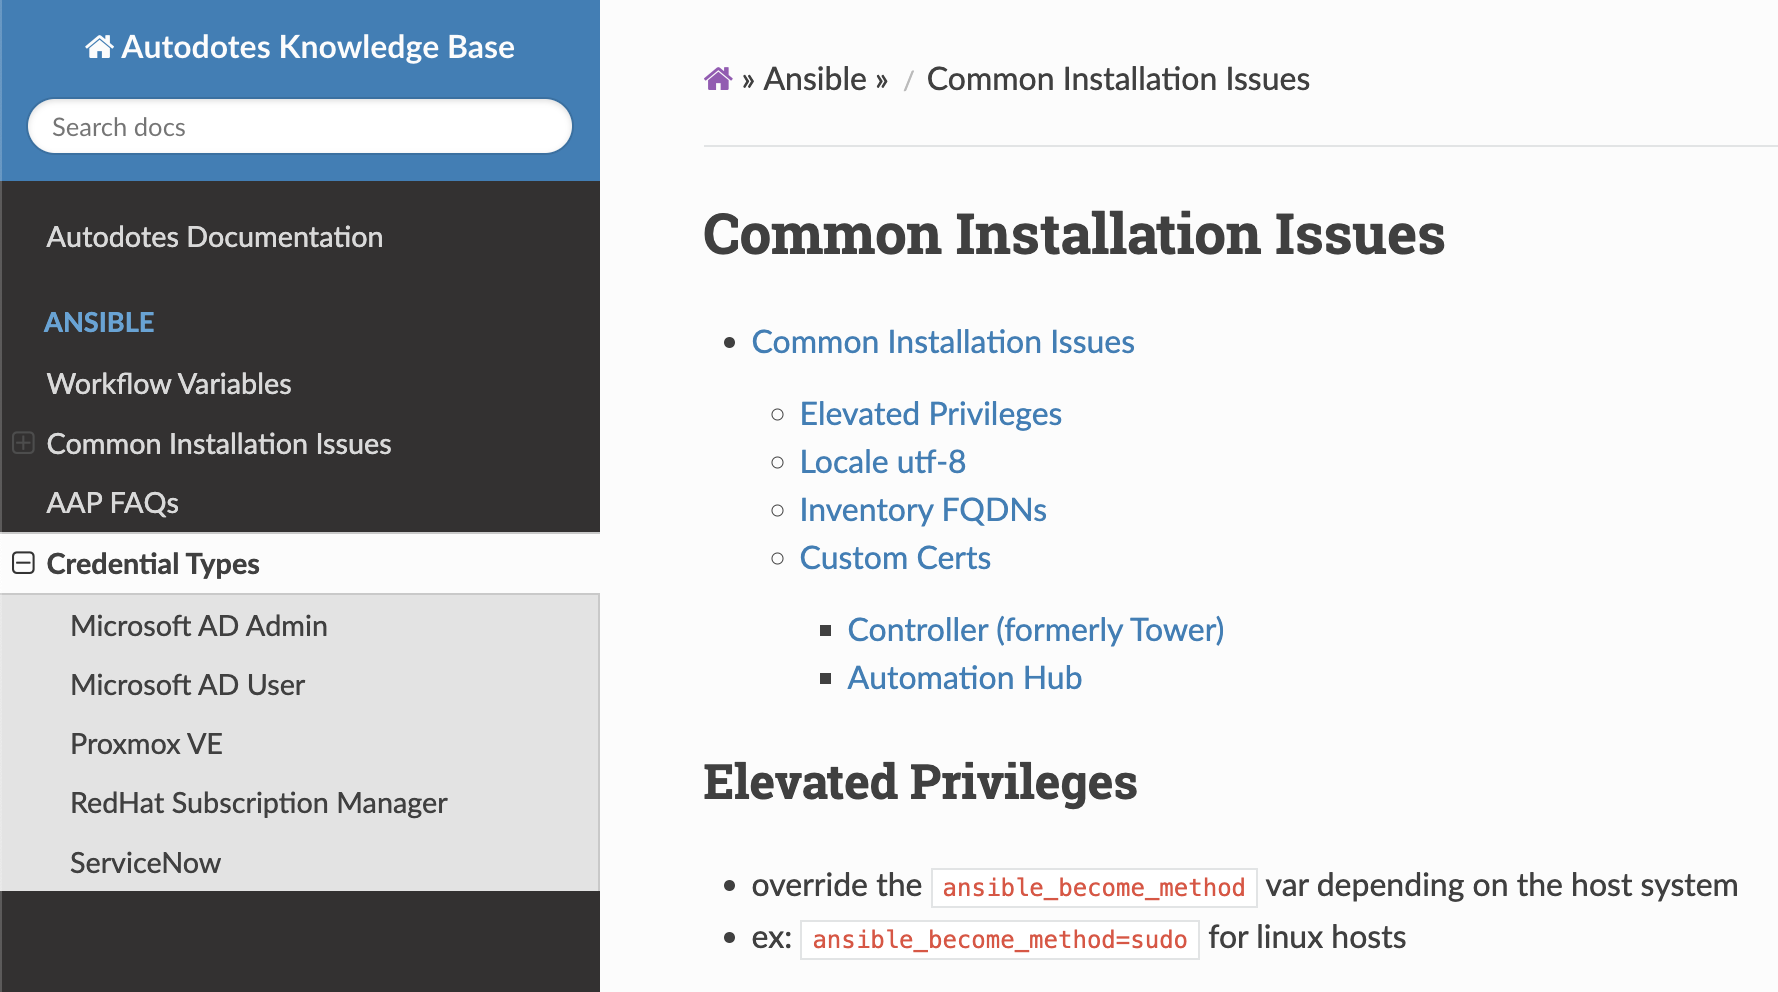 Autodotes Knowledge Base
Search docs
Autodotes Documentation
ANSIBLE
Workflow Variables
Common Installation Issues
AAP FAQs
Credential Types
Microsoft AD Admin
Microsoft AD User
Proxmox VE
RedHat Subscription Manager
ServiceNow
» Ansible » / Common Installation Issues
Common Installation Issues
Common Installation Issues
Elevated Privileges
Locale utf-8
Inventory FQDNs
Custom Certs
Controller (formerly Tower)
Automation Hub
Elevated Privileges
override the ansible_become_method var depending on the host system
ex: ansible_become_method=sudo for linux hosts